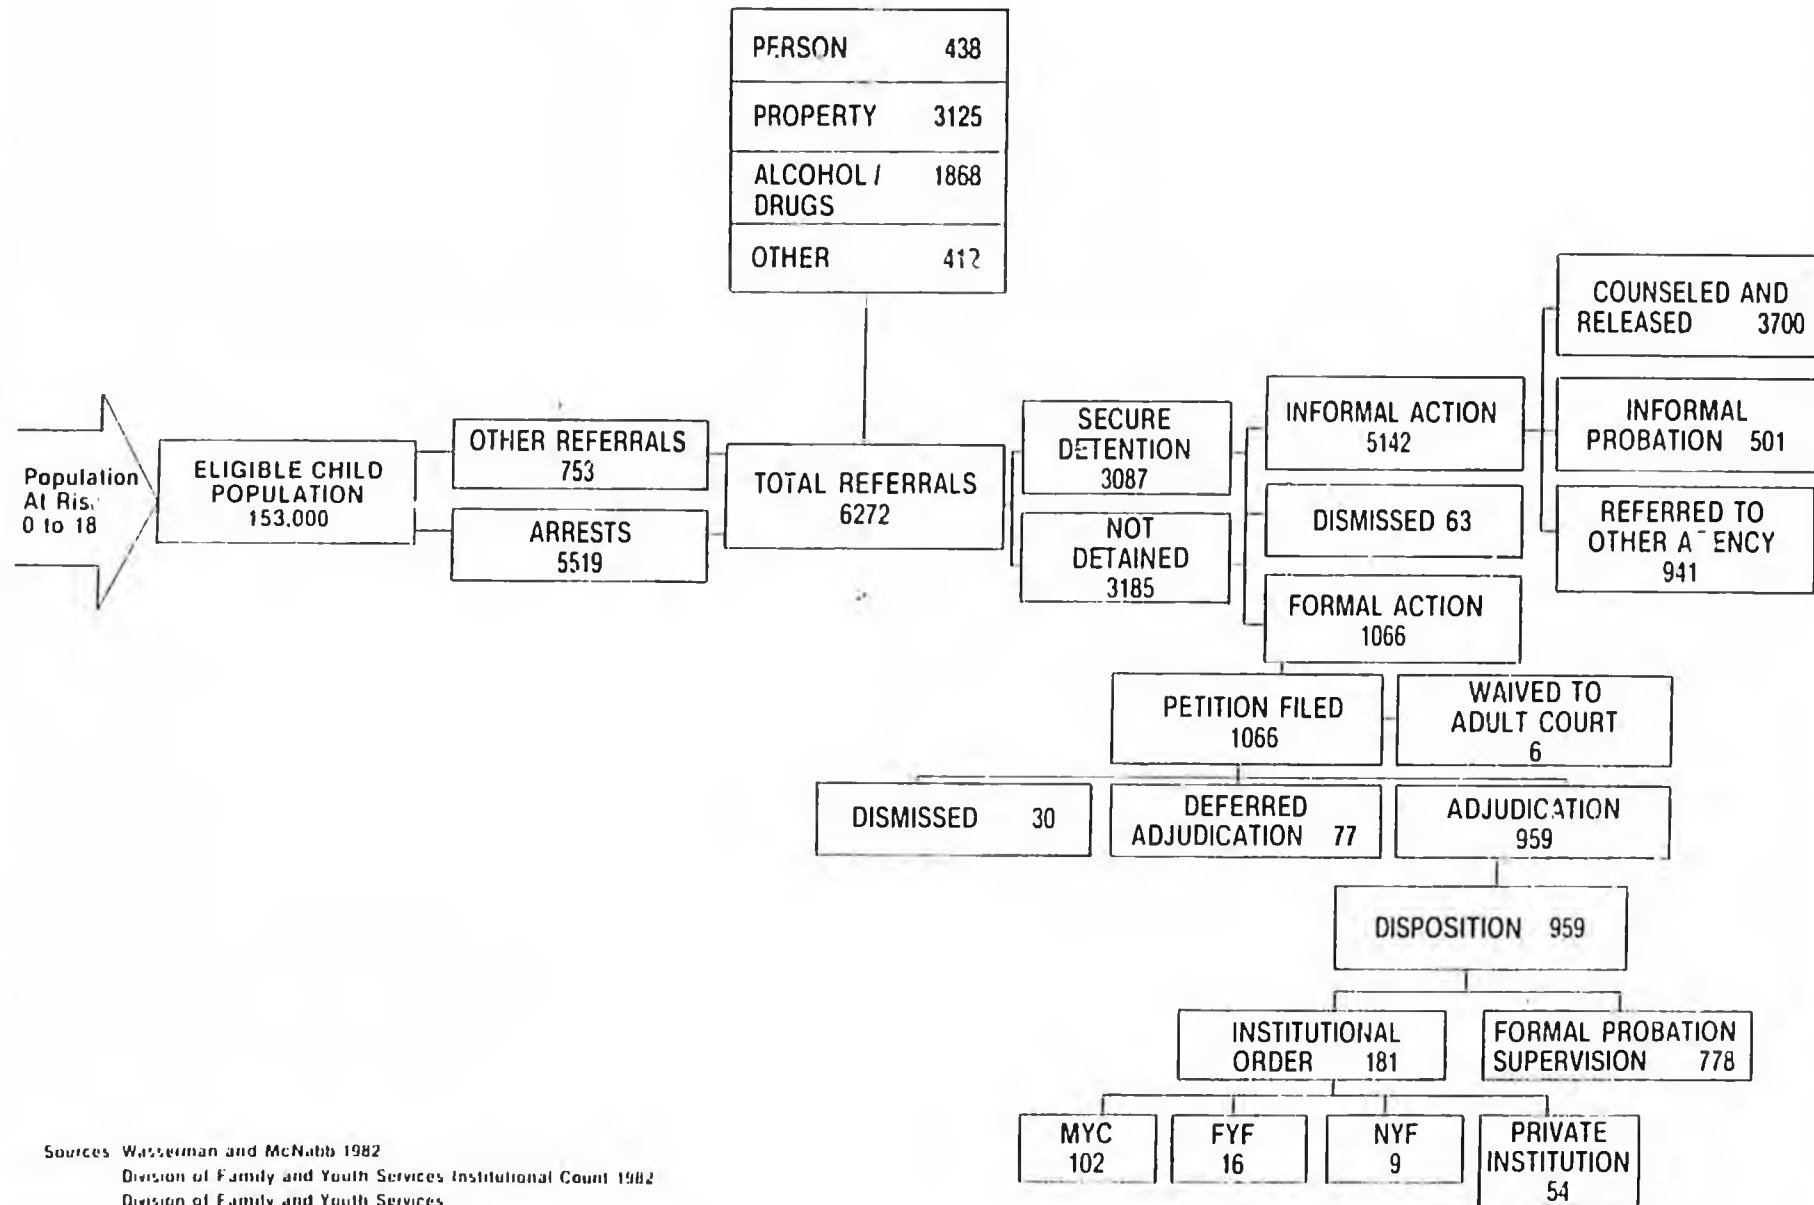 PERSON 438
PROPERTY 3125
ALCOHOL / 1868
DRUGS
OTHER 412
Population
At
0 to 18
ELIGIBLE CHILD
POPULATION
153,000
OTHER REFERRALS
753
ARRESTS
5519
TOTAL REFERRALS
6272
SECURE
DETENTION
3087
NOT
DETAINED
3185
INFORMAL ACTION
5142
DISMISSED 63
FORMAL ACTION
1066
COUNSELED AND
RELEASED 3700
INFORMAL
PROBATION 501
REFERRED TO
OTHER
941
PETITION FILED
1066
WAIVED TO
ADULT COURT
6
DISMISSED 30
DEFERRED
ADJUDICATION 77
ADJUDICATION
959
DISPOSITION 959
INSTITUTIONAL
ORDER 181
FORMAL PROBATION
SUPERVISION 778
MYC
102
FYF
16
NYF
9
PRIVATE
INSTITUTION
54
Sources Wasserman and McNabb 1982
Division of Family and Youth Services Institutional Count 1982
Division of Family and Youth Services